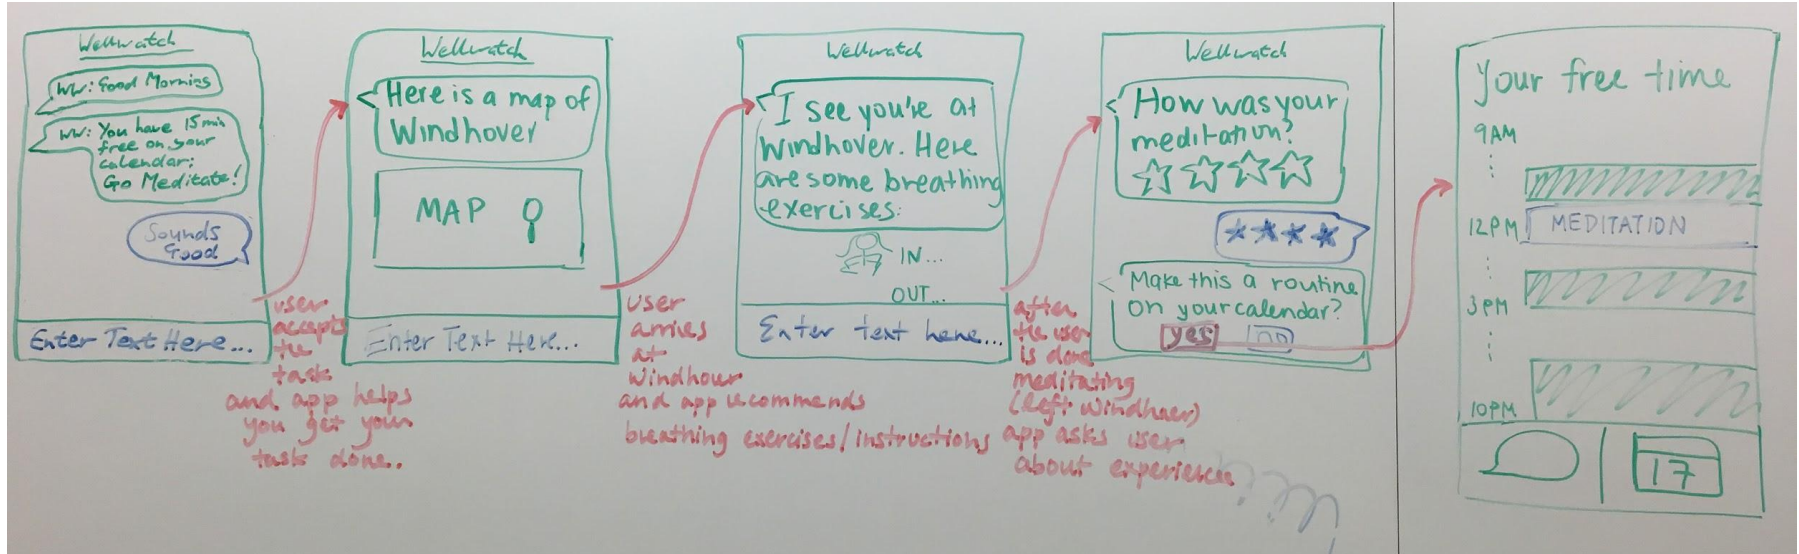 Wellwatch
WW: Good Morning
WW: You have 15 min
free on your
calendar:
Go Meditate!
Sounds
Good
Enter Text Here...
user
accepts
the
task
and app helps
you get your
task done..
Wellwatch
Here is a map of
Windhover
MAP
Enter Text Here...
user
arrives
at
windhour
and app recommends
breathing exercises/instructions
Wellwatch
I see you're at
Windhover. Here
are some breathing
exercises:
IN...
OUT...
Enter text here...
after
the user
is done
meditating
(left windhaer)
app asks user
about experience
Wellwatch
How was your
meditation?
Make this a routine
on your calendar?
yes no
Your free time
9AM
12PM MEDITATION
3PM
10PM
17